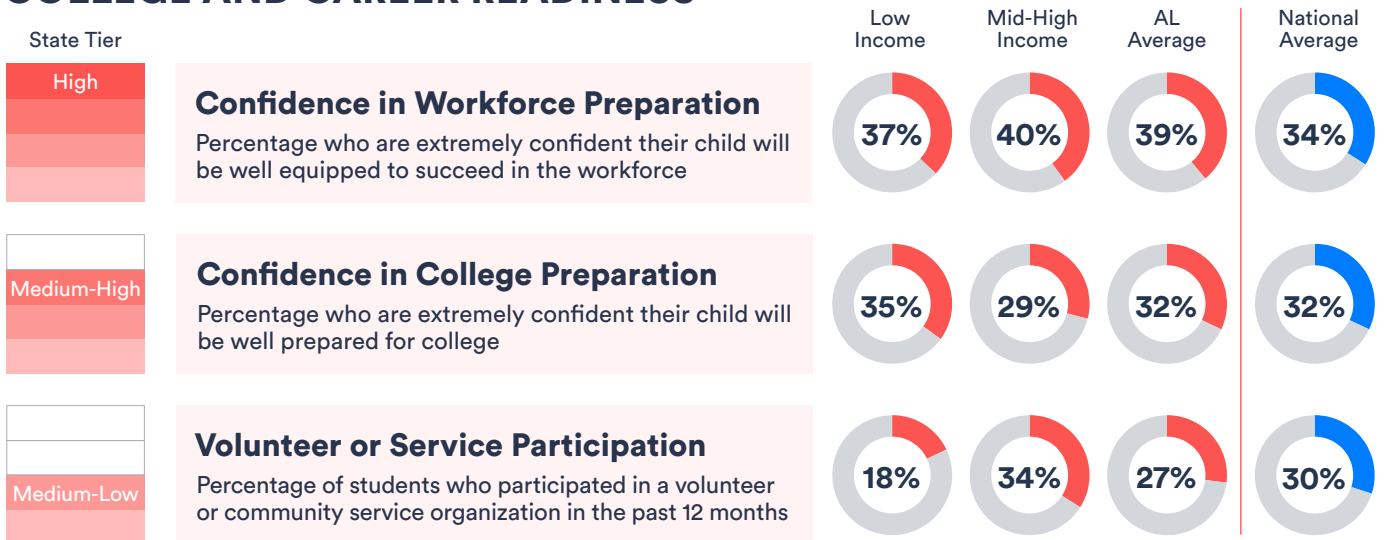 State Tier
Low
Income
Mid-High
Income
AL
Average
National
Average
High
Confidence in Workforce Preparation
Percentage who are extremely confident their child will
be well equipped to succeed in the workforce
37%
40%
39%
34%
Medium-High
Confidence in College Preparation
Percentage who are extremely confident their child will
be well prepared for college
35%
29%
32%
32%
Medium-Low
Volunteer or Service Participation
Percentage of students who participated in a volunteer
or community service organization in the past 12 months
18%
34%
27%
30%